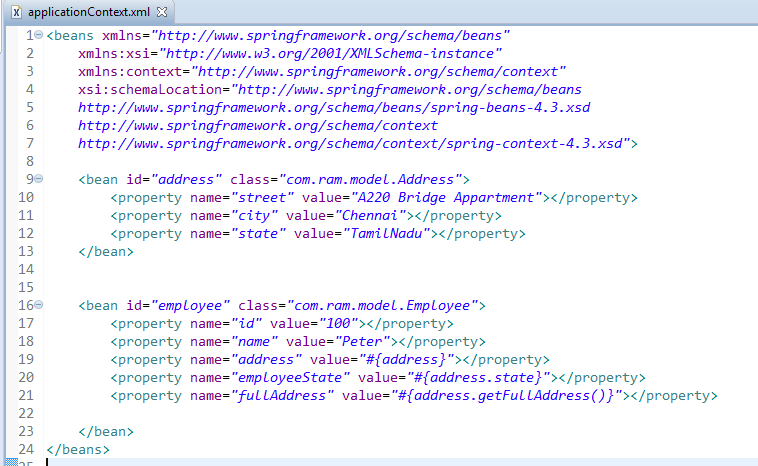 applicationContext.xml
1 <beans xmlns="http://www.springframework.org/schema/beans"
2 xmlns:xsi="http://www.w3.org/2001/XMLSchema-instance"
3 xmlns:context="http://www.springframework.org/schema/context"
4 xsi:schemaLocation="http://www.springframework.org/schema/beans
5 http://www.springframework.org/schema/beans/spring-beans-4.3.xsd
6 http://www.springframework.org/schema/context
7 http://www.springframework.org/schema/context/spring-context-4.3.xsd">
8
9 <bean id="address" class="com.ram.model.Address">
10 <property name="street" value="A220 Bridge Appartment"></property>
11 <property name="city" value="Chennai"></property>
12 <property name="state" value="TamilNadu"></property>
13 </bean>
14
15
16 <bean id="employee" class="com.ram.model.Employee">
17 <property name="id" value="100"></property>
18 <property name="name" value="Peter"></property>
19 <property name="address" value="#{address}"></property>
20 <property name="employeeState" value="#{address.state}"></property>
21 <property name="fullAddress" value="#{address.getFullAddress()}"></property>
22
23 </bean>
24 </beans>
25